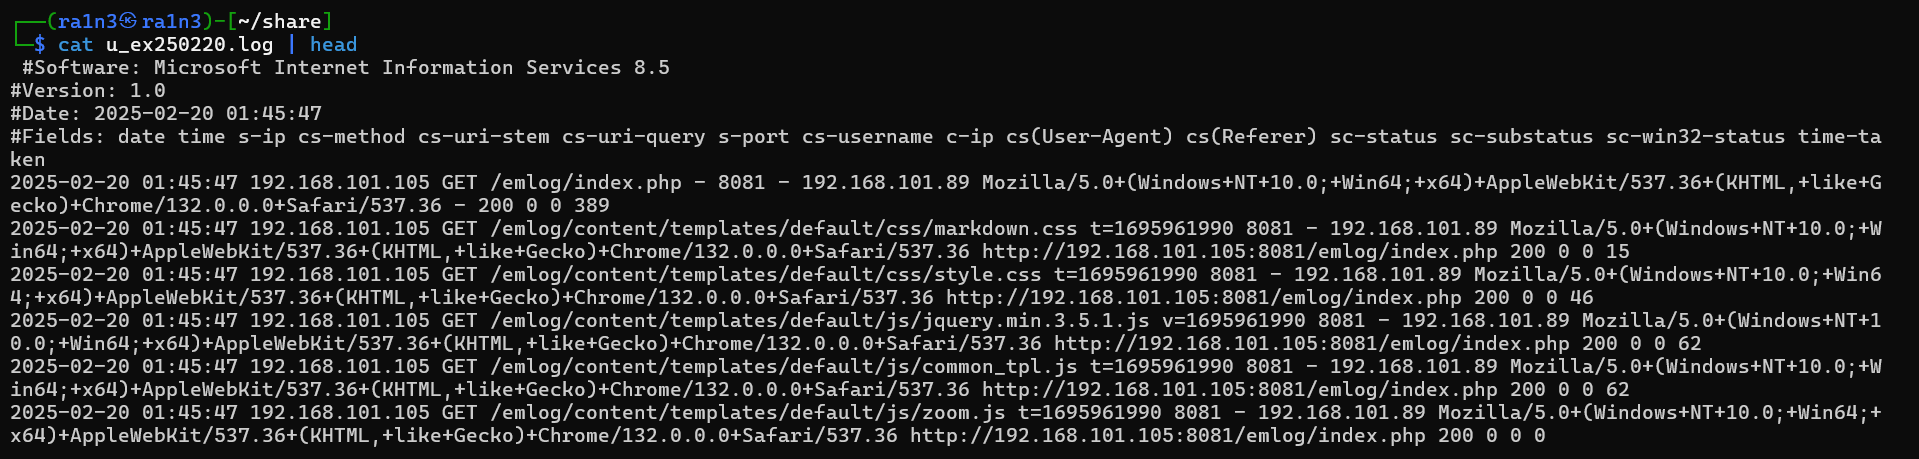 ┌──(ra1n3㉿ra1n3)-[~/share]
└─$ cat u_ex250220.log | head
 #Software: Microsoft Internet Information Services 8.5
#Version: 1.0
#Date: 2025-02-20 01:45:47
#Fields: date time s-ip cs-method cs-uri-stem cs-uri-query s-port cs-username c-ip cs(User-Agent) cs(Referer) sc-status sc-substatus sc-win32-status time-ta
ken
2025-02-20 01:45:47 192.168.101.105 GET /emlog/index.php - 8081 - 192.168.101.89 Mozilla/5.0+(Windows+NT+10.0;+Win64;+x64)+AppleWebKit/537.36+(KHTML,+like+G
ecko)+Chrome/132.0.0.0+Safari/537.36 - 200 0 0 389
2025-02-20 01:45:47 192.168.101.105 GET /emlog/content/templates/default/css/markdown.css t=1695961990 8081 - 192.168.101.89 Mozilla/5.0+(Windows+NT+10.0;+W
in64;+x64)+AppleWebKit/537.36+(KHTML,+like+Gecko)+Chrome/132.0.0.0+Safari/537.36 http://192.168.101.105:8081/emlog/index.php 200 0 0 15
2025-02-20 01:45:47 192.168.101.105 GET /emlog/content/templates/default/css/style.css t=1695961990 8081 - 192.168.101.89 Mozilla/5.0+(Windows+NT+10.0;+Win6
4;+x64)+AppleWebKit/537.36+(KHTML,+like+Gecko)+Chrome/132.0.0.0+Safari/537.36 http://192.168.101.105:8081/emlog/index.php 200 0 0 46
2025-02-20 01:45:47 192.168.101.105 GET /emlog/content/templates/default/js/jquery.min.3.5.1.js v=1695961990 8081 - 192.168.101.89 Mozilla/5.0+(Windows+NT+1
0.0;+Win64;+x64)+AppleWebKit/537.36+(KHTML,+like+Gecko)+Chrome/132.0.0.0+Safari/537.36 http://192.168.101.105:8081/emlog/index.php 200 0 0 62
2025-02-20 01:45:47 192.168.101.105 GET /emlog/content/templates/default/js/common_tpl.js t=1695961990 8081 - 192.168.101.89 Mozilla/5.0+(Windows+NT+10.0;+W
in64;+x64)+AppleWebKit/537.36+(KHTML,+like+Gecko)+Chrome/132.0.0.0+Safari/537.36 http://192.168.101.105:8081/emlog/index.php 200 0 0 62
2025-02-20 01:45:47 192.168.101.105 GET /emlog/content/templates/default/js/zoom.js t=1695961990 8081 - 192.168.101.89 Mozilla/5.0+(Windows+NT+10.0;+Win64;+
x64)+AppleWebKit/537.36+(KHTML,+like+Gecko)+Chrome/132.0.0.0+Safari/537.36 http://192.168.101.105:8081/emlog/index.php 200 0 0 0